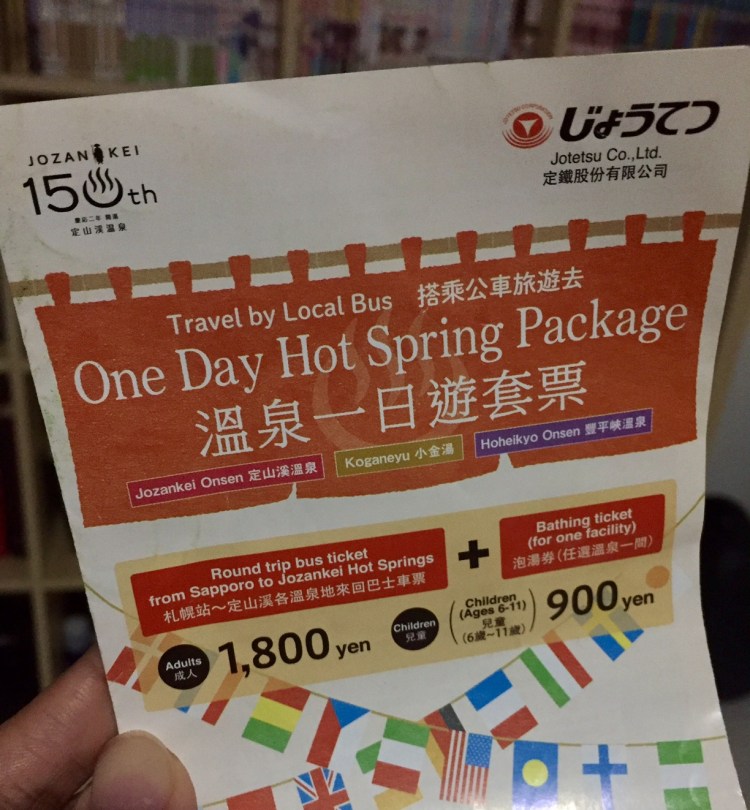 JOZANKEI
150th
慶応二年 開湯
定山渓温泉
じょうてつ
Jotetsu Co.,Ltd.
定鐵股份有限公司
Travel by Local Bus 搭乘公車旅遊去
One Day Hot Spring Package
溫泉一日遊套票
Jozankei Onsen 定山溪溫泉
Koganeyu 小金湯
Hoheikyo Onsen 豐平峽溫泉
Round trip bus ticket
from Sapporo to Jozankei Hot Springs
札幌站～定山溪各溫泉地來回巴士車票
+
Bathing ticket
(for one facility)
泡湯券(任選溫泉一間)
Adults
成人
1,800 yen
Children
兒童
(Children
(Ages 6-11)
兒童
(6歲~11歲))
900 yen